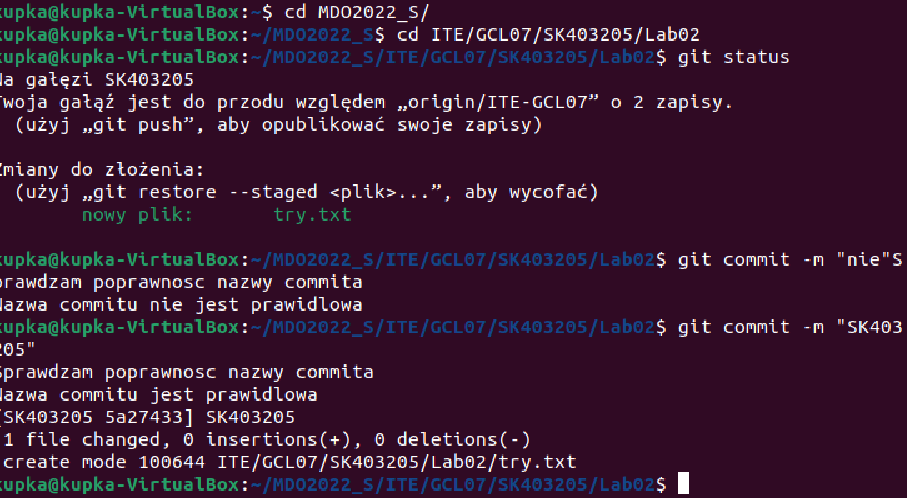 kupka@kupka-VirtualBox:~$ cd MDO2022_S/
kupka@kupka-VirtualBox:~/MDO2022_S$ cd ITE/GCL07/SK403205/Lab02
kupka@kupka-VirtualBox:~/MDO2022_S/ITE/GCL07/SK403205/Lab02$ git status
Na gałęzi SK403205
Twoja gałąź jest do przodu względem „origin/ITE-GCL07” o 2 zapisy.
  (użyj „git push”, aby opublikować swoje zapisy)
Zmiany do złożenia:
  (użyj „git restore --staged <plik>...”, aby wycofać)
        nowy plik:       try.txt
kupka@kupka-VirtualBox:~/MDO2022_S/ITE/GCL07/SK403205/Lab02$ git commit -m "nie"S
prawdzam poprawnosc nazwy commita
Nazwa commitu nie jest prawidlowa
kupka@kupka-VirtualBox:~/MDO2022_S/ITE/GCL07/SK403205/Lab02$ git commit -m "SK403
205"
Sprawdzam poprawnosc nazwy commita
Nazwa commitu jest prawidlowa
[SK403205 5a27433] SK403205
 1 file changed, 0 insertions(+), 0 deletions(-)
 create mode 100644 ITE/GCL07/SK403205/Lab02/try.txt
kupka@kupka-VirtualBox:~/MDO2022_S/ITE/GCL07/SK403205/Lab02$